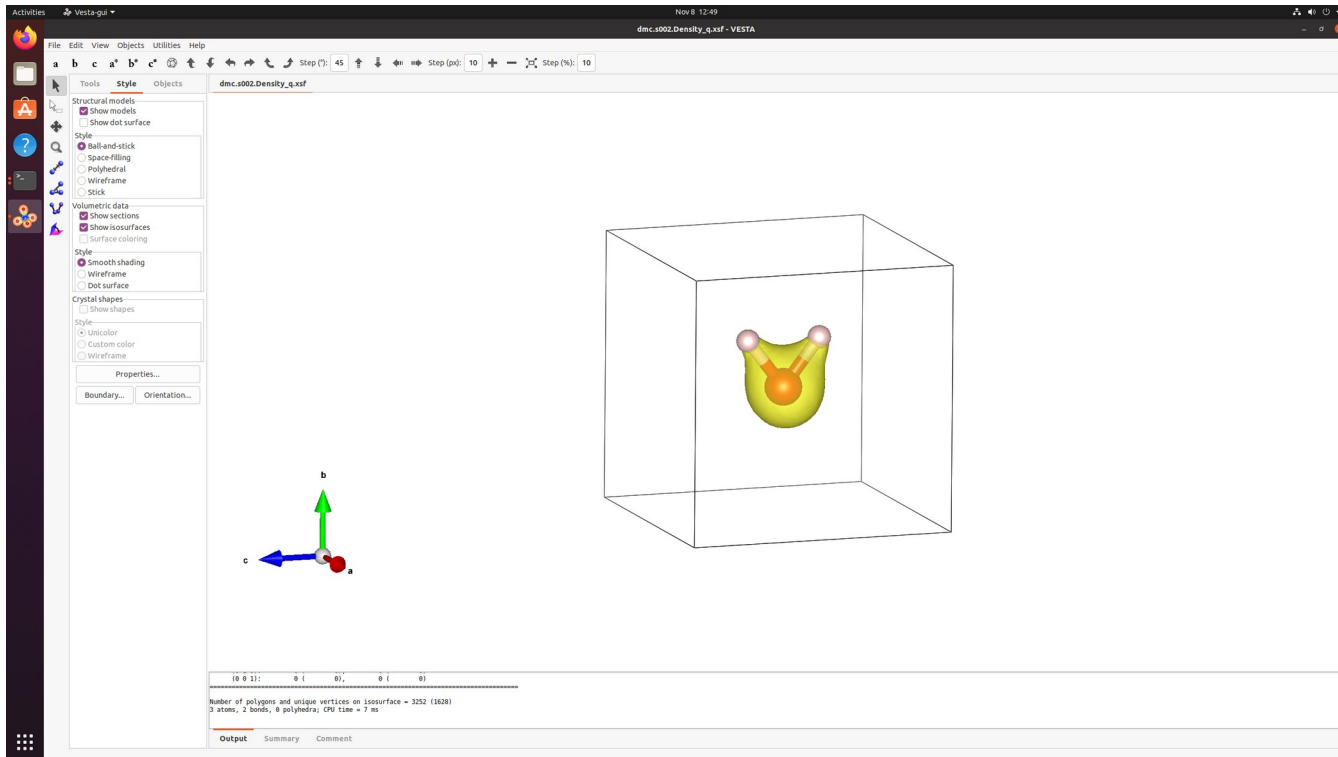 Activities Vesta-gui Nov 8 12:49
dmc.s002.Density_q.xsf - VESTA
File Edit View Objects Utilities Help
a b c a* b* c* Step (°): 45 Step (px): 10 Step (%): 10
Tools Style Objects
dmc.s002.Density_q.xsf
Structural models
Show models
Show dot surface
Style
Ball-and-stick
Space-filling
Polyhedral
Wireframe
Stick
Volumetric data
Show sections
Show isosurfaces
Surface coloring
Style
Smooth shading
Wireframe
Dot surface
Crystal shapes
Show shapes
Style
Unicolor
Custom color
Wireframe
Properties...
Boundary... Orientation...
b
c
a
(0 0 1): 0 ( 0), 0 ( 0)
Number of polygons and unique vertices on isosurface = 3252 (1628)
3 atoms, 2 bonds, 0 polyhedra; CPU time = 7 ms
Output Summary Comment